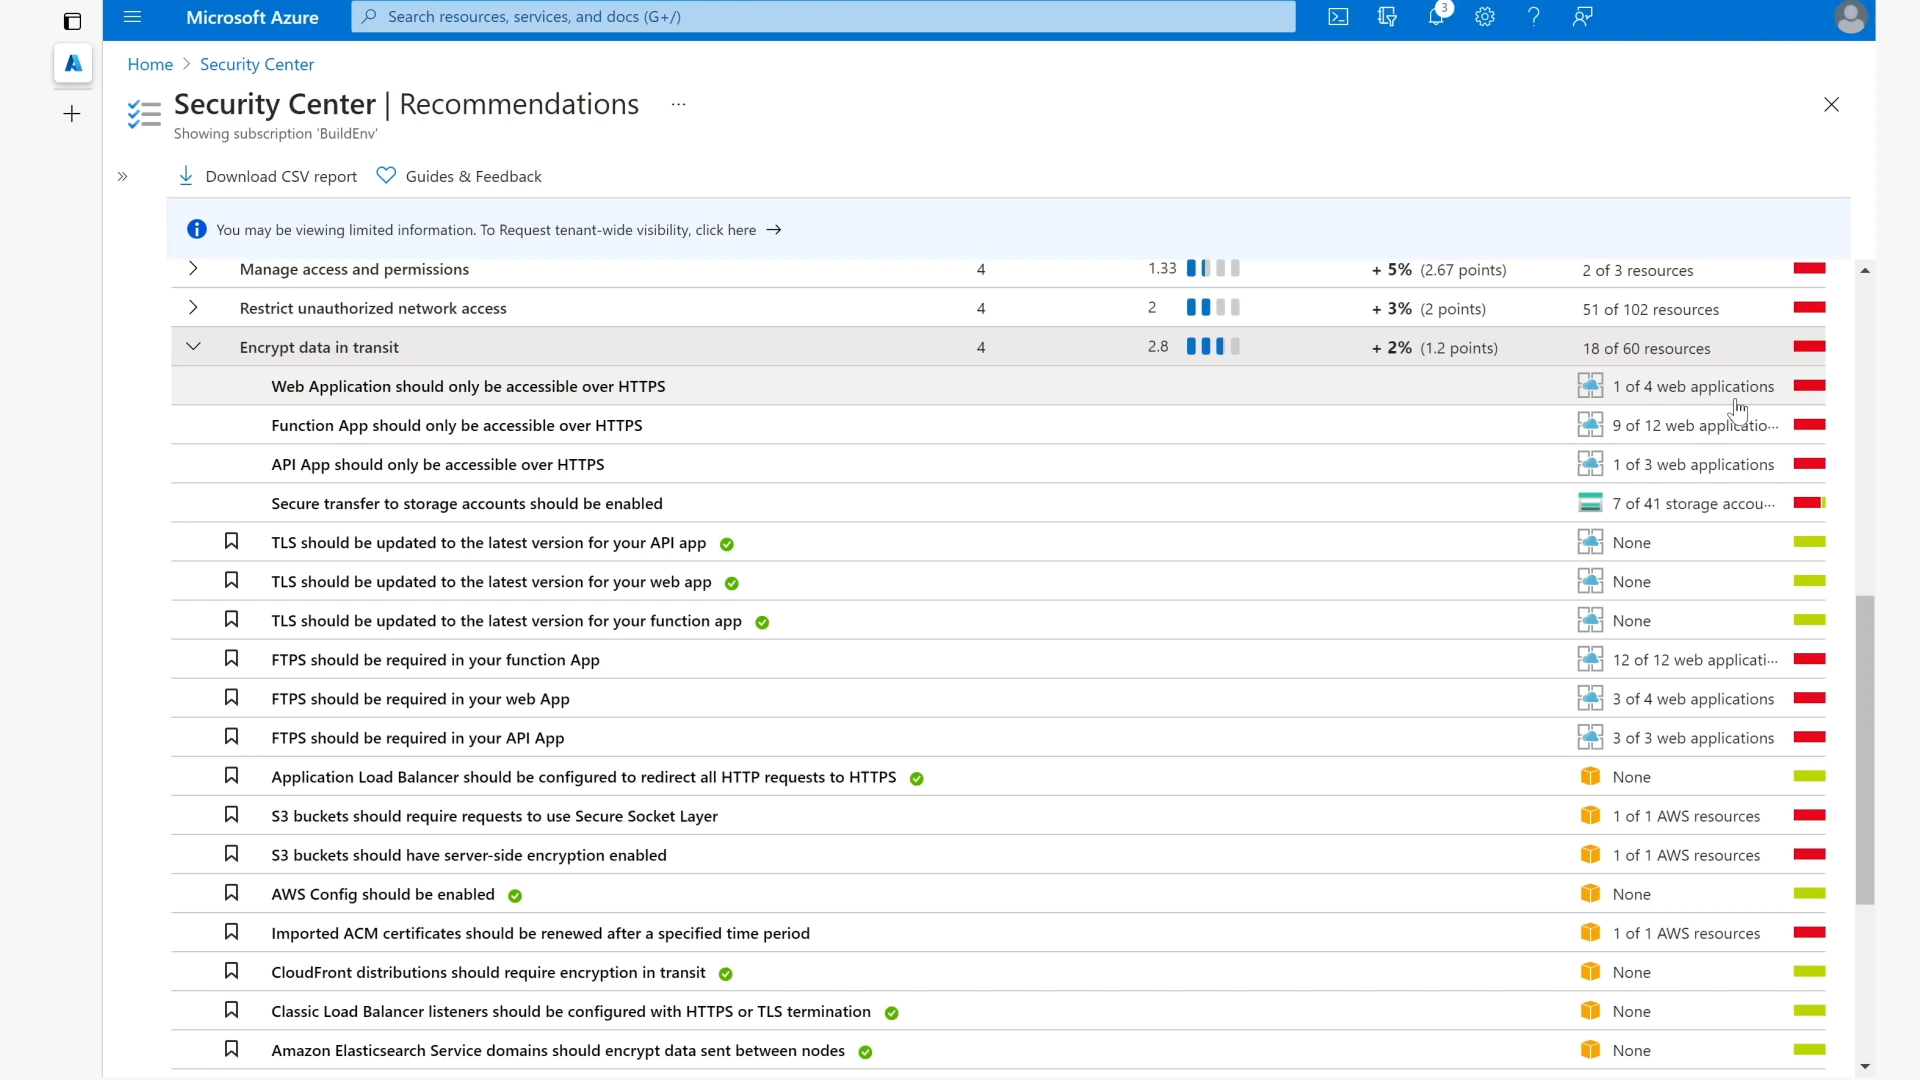 Microsoft Azure
Search resources, services, and docs (G+/)
3
Home > Security Center
Security Center | Recommendations ...
Showing subscription 'BuildEnv'
Download CSV report Guides & Feedback
You may be viewing limited information. To Request tenant-wide visibility, click here →
Manage access and permissions 4 1.33 + 5% (2.67 points) 2 of 3 resources
Restrict unauthorized network access 4 2 + 3% (2 points) 51 of 102 resources
Encrypt data in transit 4 2.8 + 2% (1.2 points) 18 of 60 resources
Web Application should only be accessible over HTTPS 1 of 4 web applications
Function App should only be accessible over HTTPS 9 of 12 web applicatio...
API App should only be accessible over HTTPS 1 of 3 web applications
Secure transfer to storage accounts should be enabled 7 of 41 storage accou...
TLS should be updated to the latest version for your API app None
TLS should be updated to the latest version for your web app None
TLS should be updated to the latest version for your function app None
FTPS should be required in your function App 12 of 12 web applicati...
FTPS should be required in your web App 3 of 4 web applications
FTPS should be required in your API App 3 of 3 web applications
Application Load Balancer should be configured to redirect all HTTP requests to HTTPS None
S3 buckets should require requests to use Secure Socket Layer 1 of 1 AWS resources
S3 buckets should have server-side encryption enabled 1 of 1 AWS resources
AWS Config should be enabled None
Imported ACM certificates should be renewed after a specified time period 1 of 1 AWS resources
CloudFront distributions should require encryption in transit None
Classic Load Balancer listeners should be configured with HTTPS or TLS termination None
Amazon Elasticsearch Service domains should encrypt data sent between nodes None